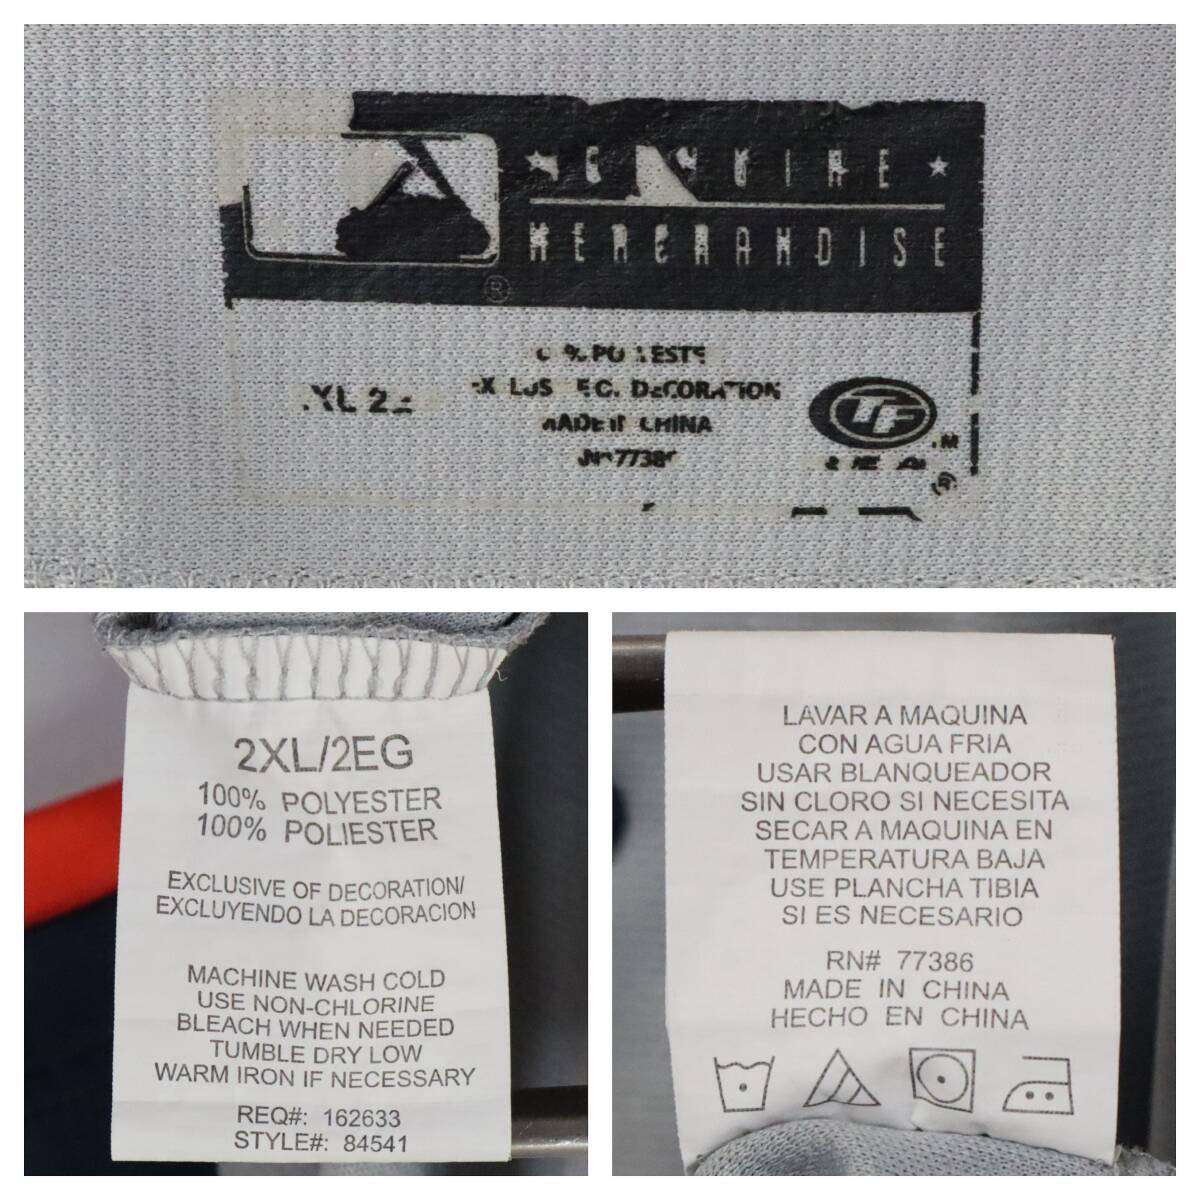 MERCHANDISE
®
DECORATION
CHINA
TF
2XL/2EG
100% POLYESTER
100% POLIESTER
EXCLUSIVE OF DECORATION/
EXCLUYENDO LA DECORACION
MACHINE WASH COLD
USE NON-CHLORINE
BLEACH WHEN NEEDED
TUMBLE DRY LOW
WARM IRON IF NECESSARY
REQ#: 162633
STYLE#: 84541
LAVAR A MAQUINA
CON AGUA FRIA
USAR BLANQUEADOR
SIN CLORO SI NECESITA
SECAR A MAQUINA EN
TEMPERATURA BAJA
USE PLANCHA TIBIA
SI ES NECESARIO
RN# 77386
MADE IN CHINA
HECHO EN CHINA